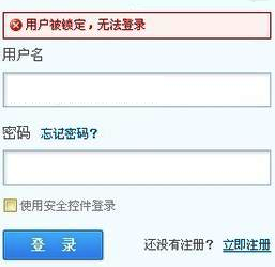 用户被锁定，无法登录
用户名
密码 忘记密码?
使用安全控件登录
登 录 还没有注册? 立即注册